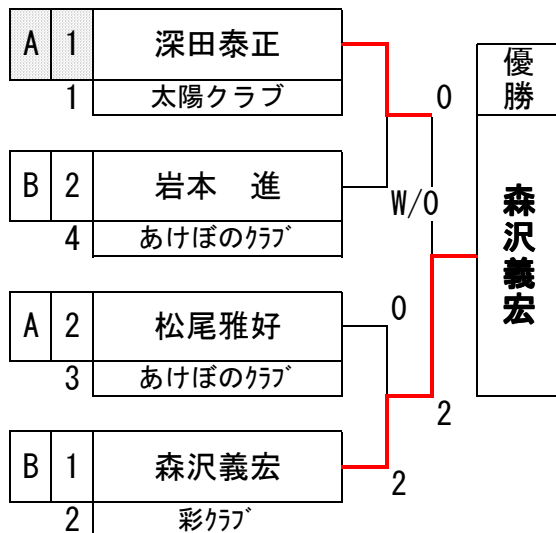 A 1 深田泰正
1 太陽クラブ
0
優勝
B 2 岩本 進
W/O
4 あけぼのクラブ
森沢義宏
A 2 松尾雅好
0
3 あけぼのクラブ
2
B 1 森沢義宏
2
2 彩クラブ